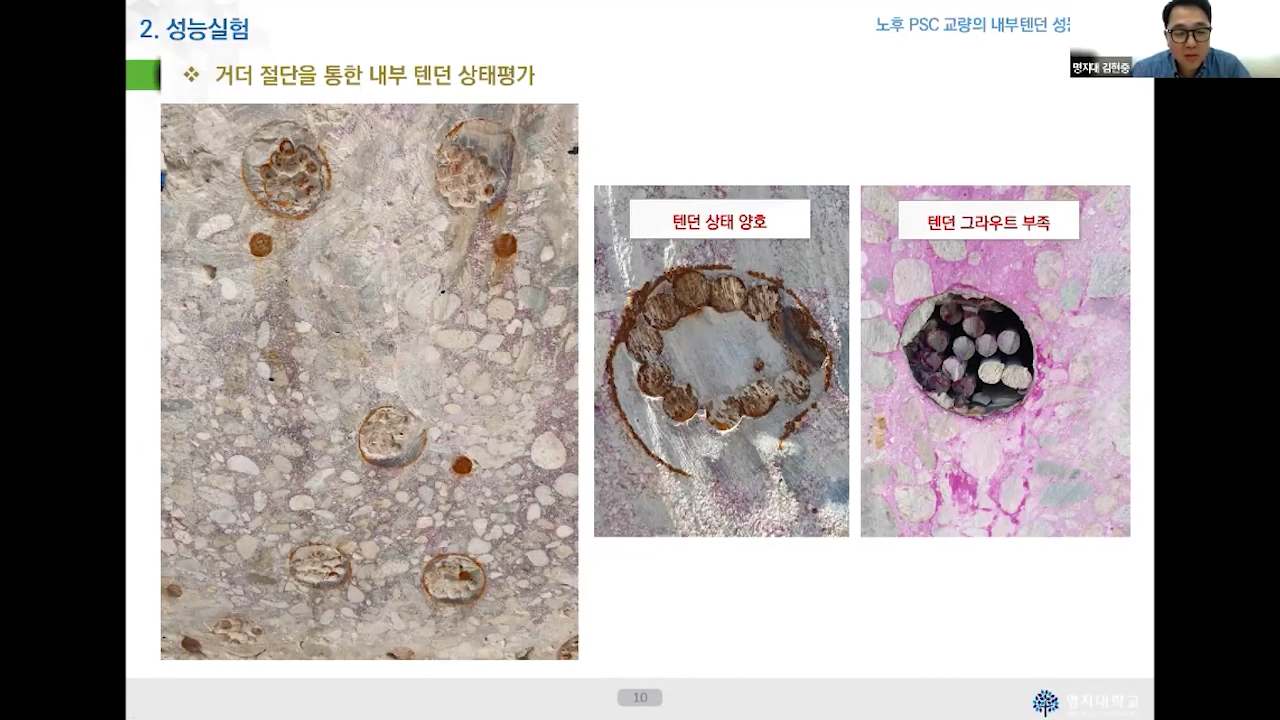 2. 성능실험
노후 PSC 교량의 내부텐던
명지대 김현중
❖ 거더 절단을 통한 내부 텐던 상태평가
텐던 상태 양호
텐던 그라우트 부족
10
명지대학교